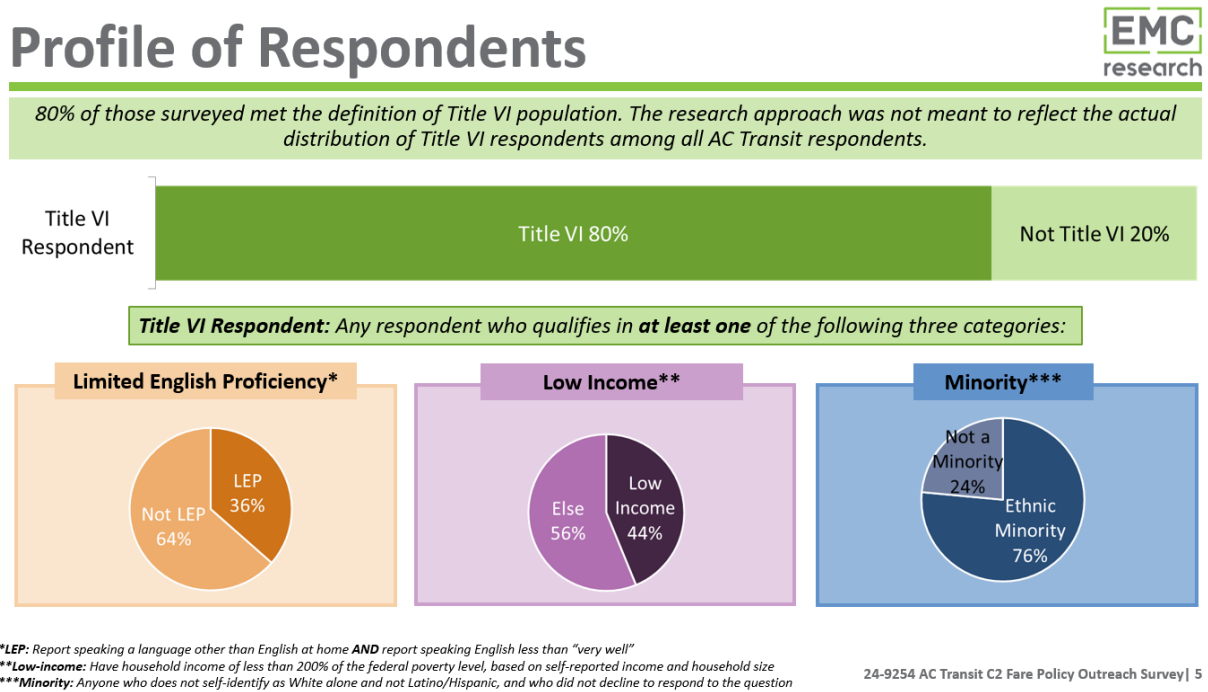 Profile of Respondents
EMC
research
80% of those surveyed met the definition of Title VI population. The research approach was not meant to reflect the actual
distribution of Title VI respondents among all AC Transit respondents.
Title VI
Respondent
Title VI 80%
Not Title VI 20%
Title VI Respondent: Any respondent who qualifies in at least one of the following three categories:
Limited English Proficiency*
LEP
36%
Not LEP
64%
Low Income**
Low
Income
44%
Else
56%
Minority***
Not a
Minority
24%
Ethnic
Minority
76%
*LEP: Report speaking a language other than English at home AND report speaking English less than “very well”
**Low-income: Have household income of less than 200% of the federal poverty level, based on self-reported income and household size
***Minority: Anyone who does not self-identify as White alone and not Latino/Hispanic, and who did not decline to respond to the question
24-9254 AC Transit C2 Fare Policy Outreach Survey| 5